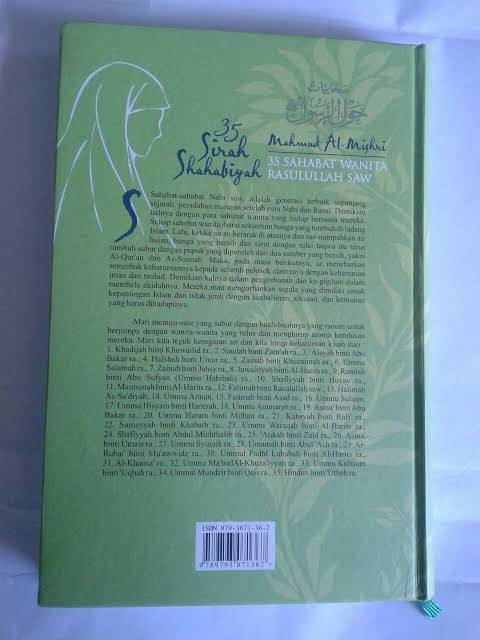 35
Sirah
Shahabiyah
حول الرسول
Mahmud Al-Mishri
35 SAHABAT WANITA
RASULULLAH SAW
Sahabat-sahabat Nabi saw, adalah generasi terbaik sepanjang
sejarah peradaban manusia setelah para Nabi dan Rasul. Demikian
halnya dengan para sahabat wanita yang hidup bersama mereka.
Setiap sahabat wanita ibarat sekuntum bunga yang tumbuh di ladang
Islam. Lalu, ketika awan berarak di atasnya dan me-numpahkan air
hujan, bunga yang bersih dan sarat dengan nilai taqwa itu terus
tumbuh subur dengan pupuk yang diperoleh dari dua sumber yang bersih, yakni
Al-Qur'an dan As-Sunnah. Maka, pada masa berikutnya, ia menebarkan
semerbak keharumannya kepada seluruh pelosok alam raya dengan keharuman
iman dan tauhid. Demikian halnya dalam pengorbanan dan ke-gigihan dalam
membela akidahnya. Mereka mau mengorbankan segala yang dimiliki untuk
kepentingan Islam dan tidak jerih dengan kezhaliman, siksaan, dan kematian
yang harus dihadapinya.
Mari menuju oase yang subur dengan buah-buahnya yang ranum untuk
berjumpa dengan wanita-wanita yang tulus dan menghirup aroma ketulusan
mereka. Mari kita teguk kesegaran air dan kita hirup keharuman kisah dari :
1. Khadijah binti Khuwailid ra., 2. Saudah binti Zam'ah ra., 3. 'Aisyah binti Abu
Bakar ra., 4. Hafshah binti Umar ra., 5. Zainab binti Khuzaimah ra., 6. Ummu
Salamah ra., 7. Zainab binti Jahsy ra., 8. Juwairiyah binti Al-Harits ra., 9. Ramlah
binti Abu Sufyan (Ummu Habibah) ra., 10. Shafiyyah binti Huyay ra.,
11. Maimunah binti Al-Harits ra., 12. Fatimah binti Rasulullah saw., 13. Halimah
As-Sa'diyah, 14. Ummu Aiman, 15. Fatimah binti Asad ra., 16. Ummu Sulaim,
17. Ummu Hisyam binti Haritsah, 18. Ummu Ammarah ra., 19. Asma' binti Abu
Bakar ra., 20. Ummu Haram binti Milhan ra., 21. Kabsyah binti Rafi' ra.,
22. Sumayyah binti Khabath ra., 23. Ummu Waraqah binti Al-Harits ra.,
24. Shafiyyah binti Abdul Muththalib ra., 25. 'Atikah binti Zaid ra., 26. Asma'
binti Umais ra., 27. Ummu Syuraik ra., 28. Umamah binti Abul 'Ash ra., 29. Ar-
Rubai' binti Mu'awwidz ra., 30. Ummul Fadhl Lubabah binti Al-Harits ra.,
31. Al-Khansa' ra., 32. Ummu Ma'bad Al-Khuza'iyyah ra., 33. Ummu Kultsum
binti 'Uqbah ra., 34. Ummul Mundzir binti Qais ra., 35. Hindun binti 'Utbah ra.
ISBN 979-3071-36-2
9789793071367